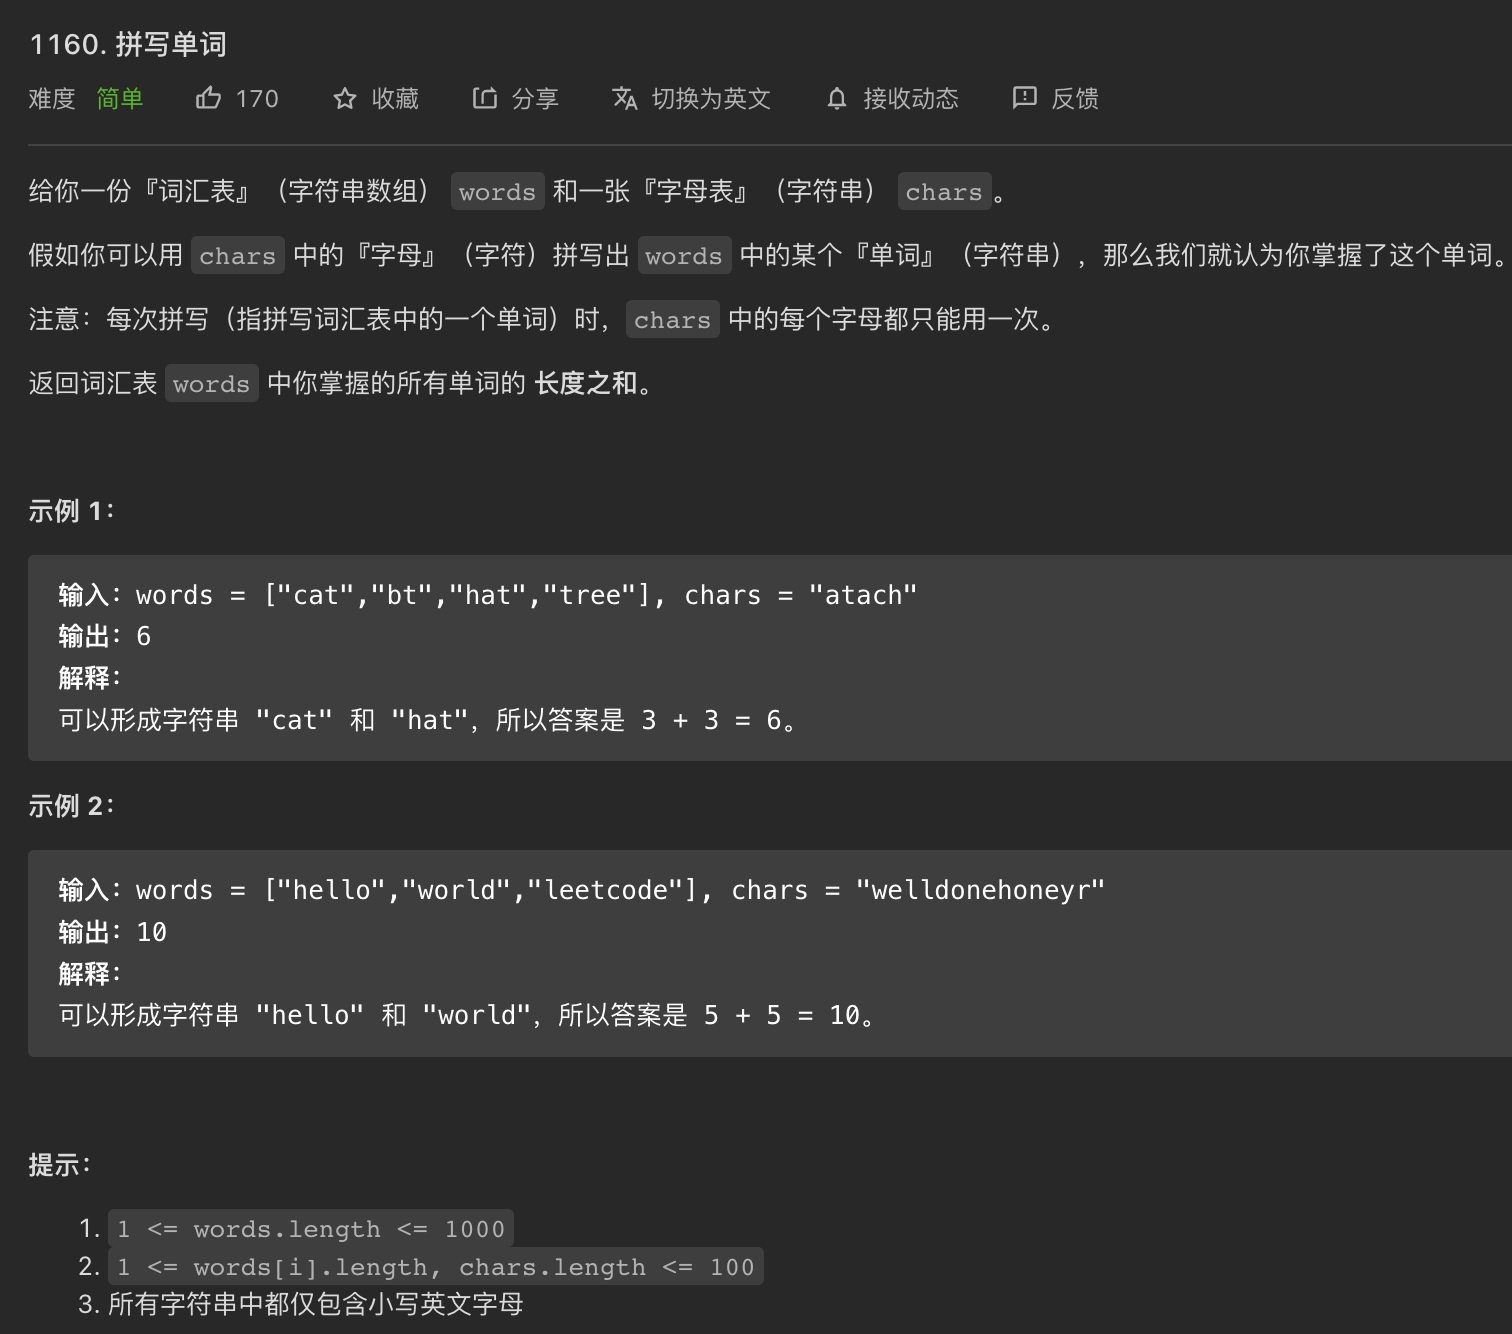 1160. 拼写单词
难度 简单 170 收藏 分享 切换为英文 接收动态 反馈
给你一份『词汇表』（字符串数组） words 和一张『字母表』（字符串） chars 。
假如你可以用 chars 中的『字母』（字符）拼写出 words 中的某个『单词』（字符串），那么我们就认为你掌握了这个单词。
注意：每次拼写（指拼写词汇表中的一个单词）时，chars 中的每个字母都只能用一次。
返回词汇表 words 中你掌握的所有单词的 长度之和。
示例 1：
输入：words = ["cat","bt","hat","tree"], chars = "atach"
输出：6
解释：
可以形成字符串 "cat" 和 "hat"，所以答案是 3 + 3 = 6。
示例 2：
输入：words = ["hello","world","leetcode"], chars = "welldonehoneyr"
输出：10
解释：
可以形成字符串 "hello" 和 "world"，所以答案是 5 + 5 = 10。
提示：
1. 1 <= words.length <= 1000
2. 1 <= words[i].length, chars.length <= 100
3. 所有字符串中都仅包含小写英文字母